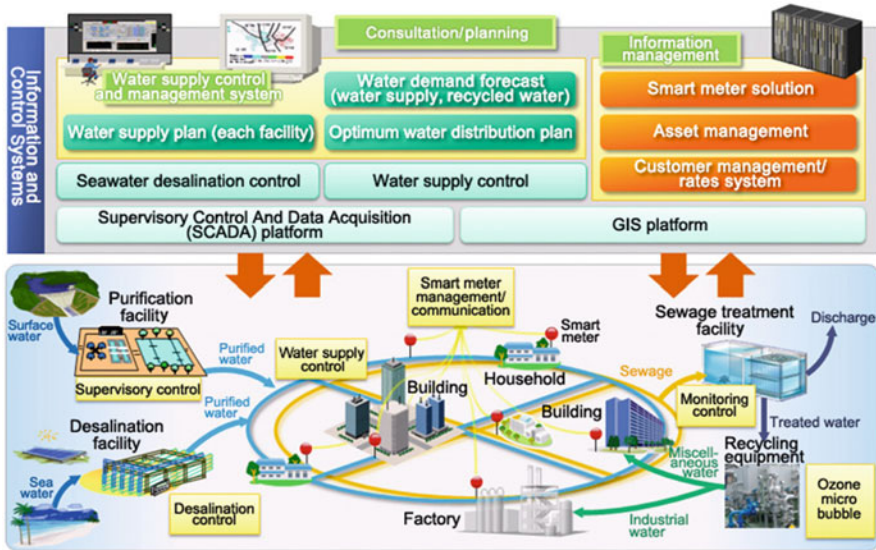 Information and
Control Systems
Consultation/planning
Information
management
Water supply control
and management system
Water demand forecast
(water supply, recycled water)
Smart meter solution
Water supply plan (each facility)
Optimum water distribution plan
Asset management
Customer management/
rates system
Seawater desalination control
Water supply control
Supervisory Control And Data Acquisition
(SCADA) platform
GIS platform
Purification
facility
Surface
water
Supervisory control
Purified
water
Water supply control
Smart meter
management/
communication
Smart
meter
Household
Building
Building
Sewage treatment
facility
Discharge
Sewage
Monitoring
control
Treated water
Purified
water
Desalination
facility
Sea
water
Desalination
control
Factory
Miscell-
aneous
water
Industrial
water
Recycling
equipment
Ozone
micro
bubble